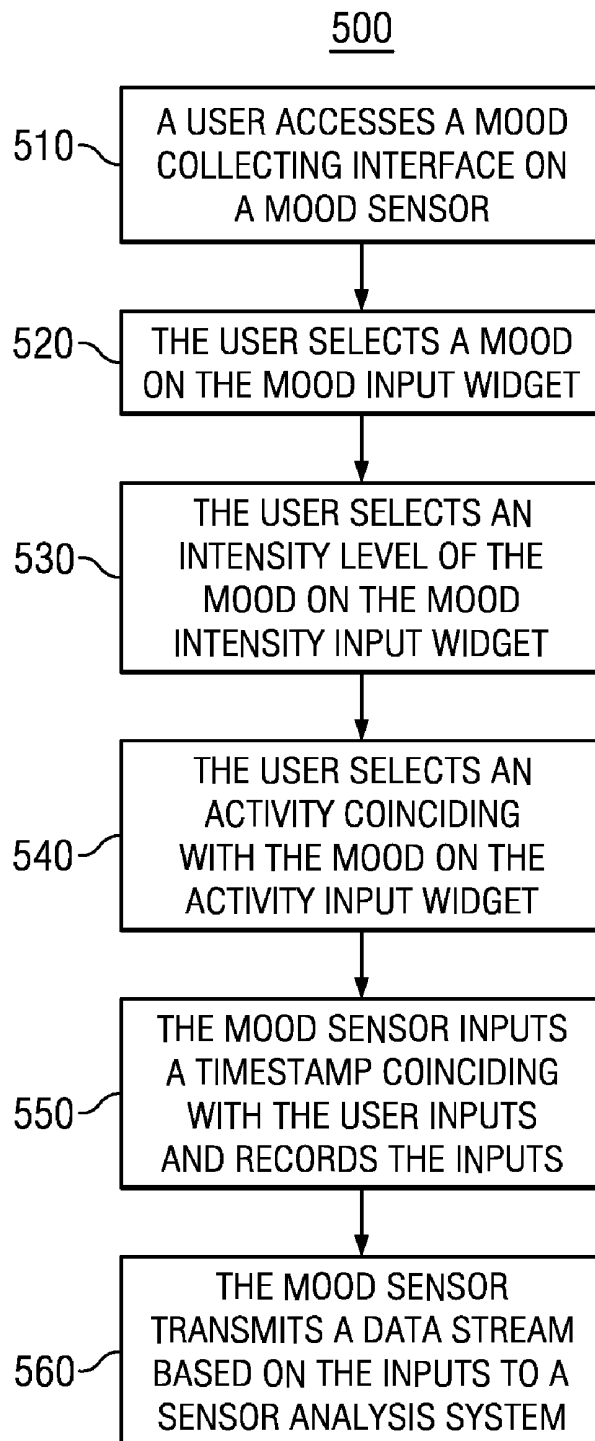 500
510
A USER ACCESSES A MOOD
COLLECTING INTERFACE ON
A MOOD SENSOR
520
THE USER SELECTS A MOOD
ON THE MOOD INPUT WIDGET
530
THE USER SELECTS AN
INTENSITY LEVEL OF THE
MOOD ON THE MOOD
INTENSITY INPUT WIDGET
540
THE USER SELECTS AN
ACTIVITY COINCIDING
WITH THE MOOD ON THE
ACTIVITY INPUT WIDGET
550
THE MOOD SENSOR INPUTS
A TIMESTAMP COINCIDING
WITH THE USER INPUTS
AND RECORDS THE INPUTS
560
THE MOOD SENSOR
TRANSMITS A DATA STREAM
BASED ON THE INPUTS TO A
SENSOR ANALYSIS SYSTEM